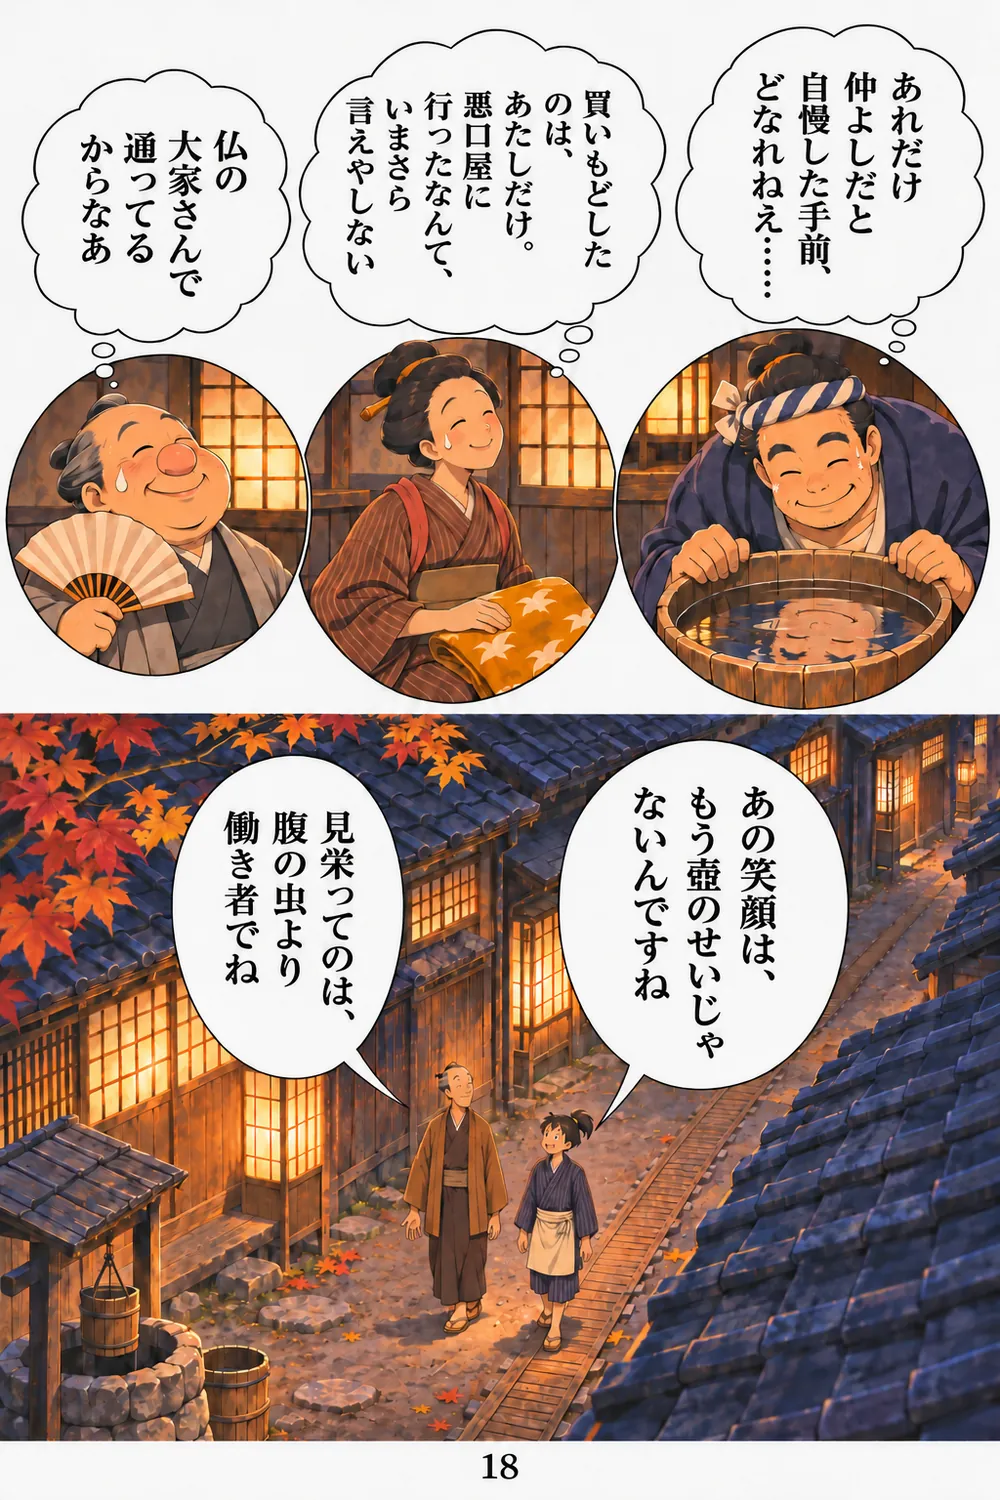 あれだけ
仲よしだと
自慢した手前、
どなれねえ……
買いもどした
のは、
あたしだけ。
悪口屋に
行ったなんて、
いまさら
言えやしない
仏の
大家さんで
通ってる
からなあ
あの笑顔は、
もう壺のせいじゃ
ないんですね
見栄ってのは、
腹の虫より
働き者でね
18